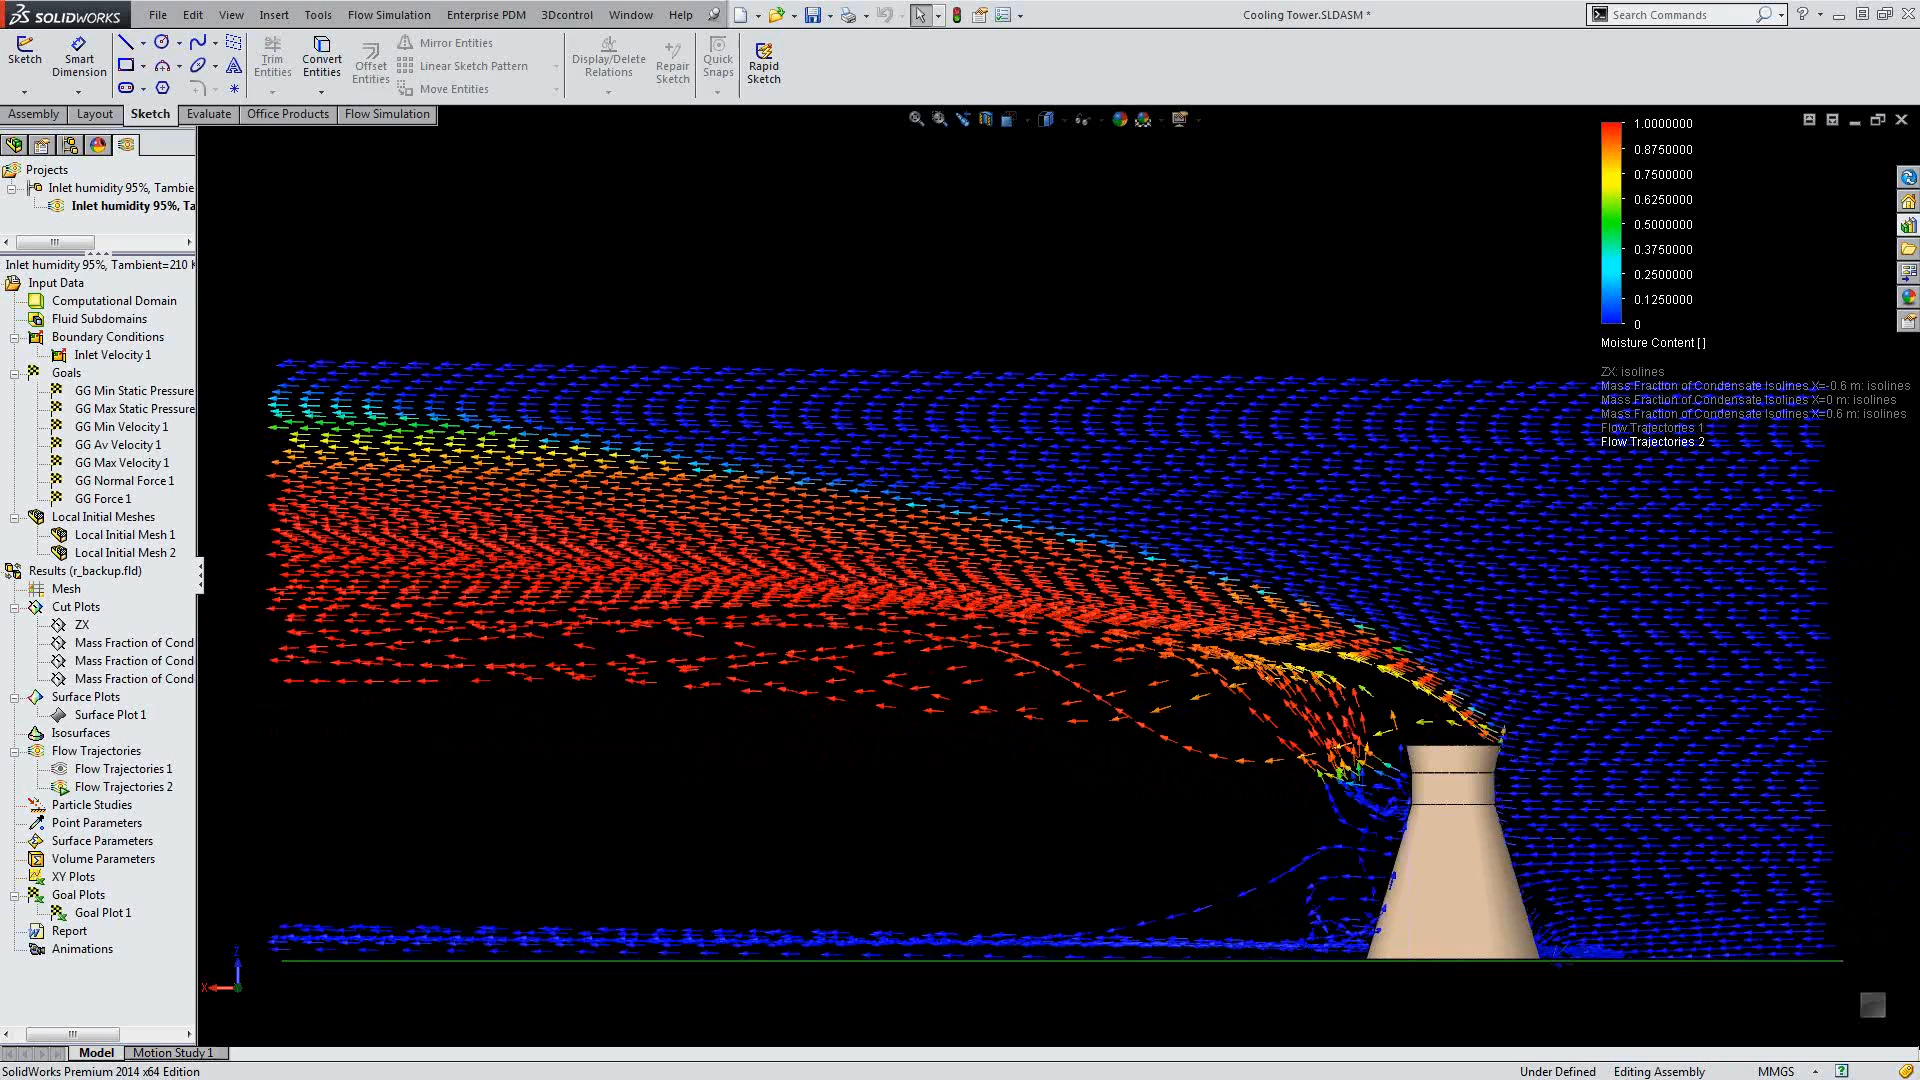 SOLIDWORKS
File Edit View Insert Tools Flow Simulation Enterprise PDM 3Dcontrol Window Help
Cooling Tower.SLDASM *
Search Commands
Sketch
Smart Dimension
Trim Entities
Convert Entities
Offset Entities
Mirror Entities
Linear Sketch Pattern
Move Entities
Display/Delete Relations
Repair Sketch
Quick Snaps
Rapid Sketch
Assembly Layout Sketch Evaluate Office Products Flow Simulation
Projects
Inlet humidity 95%, Tambie
Inlet humidity 95%, Ta
Inlet humidity 95%, Tambient=210 K
Input Data
Computational Domain
Fluid Subdomains
Boundary Conditions
Inlet Velocity 1
Goals
GG Min Static Pressure
GG Max Static Pressure
GG Min Velocity 1
GG Av Velocity 1
GG Max Velocity 1
GG Normal Force 1
GG Force 1
Local Initial Meshes
Local Initial Mesh 1
Local Initial Mesh 2
Results (r_backup.fld)
Mesh
Cut Plots
ZX
Mass Fraction of Cond
Mass Fraction of Cond
Mass Fraction of Cond
Surface Plots
Surface Plot 1
Isosurfaces
Flow Trajectories
Flow Trajectories 1
Flow Trajectories 2
Particle Studies
Point Parameters
Surface Parameters
Volume Parameters
XY Plots
Goal Plots
Goal Plot 1
Report
Animations
1.0000000
0.8750000
0.7500000
0.6250000
0.5000000
0.3750000
0.2500000
0.1250000
0
Moisture Content [ ]
ZX: isolines
Mass Fraction of Condensate Isolines X=-0.6 m: isolines
Mass Fraction of Condensate Isolines X=0 m: isolines
Mass Fraction of Condensate Isolines X=0.6 m: isolines
Flow Trajectories 1
Flow Trajectories 2
Z
X
Model Motion Study 1
SolidWorks Premium 2014 x64 Edition
Under Defined Editing Assembly MMGS